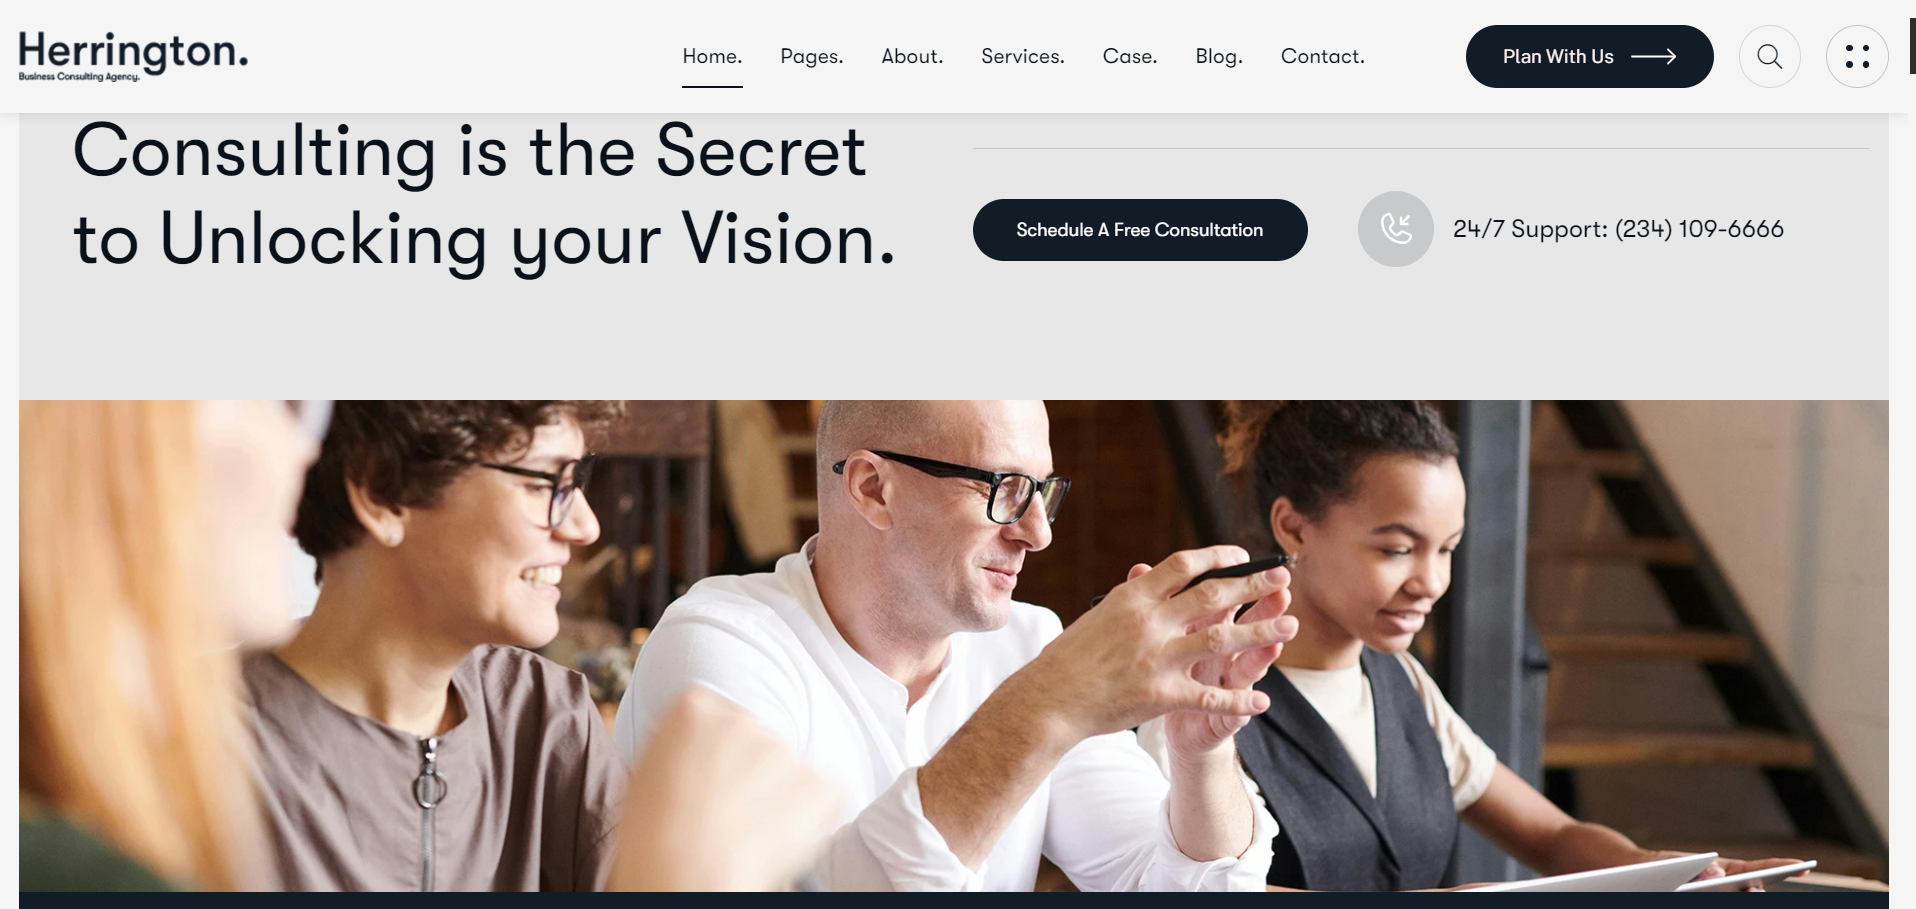 Herrington.
Business Consulting Agency.
Home.
Pages.
About.
Services.
Case.
Blog.
Contact.
Plan With Us
Consulting is the Secret
to Unlocking your Vision.
Schedule A Free Consultation
24/7 Support: (234) 109-6666